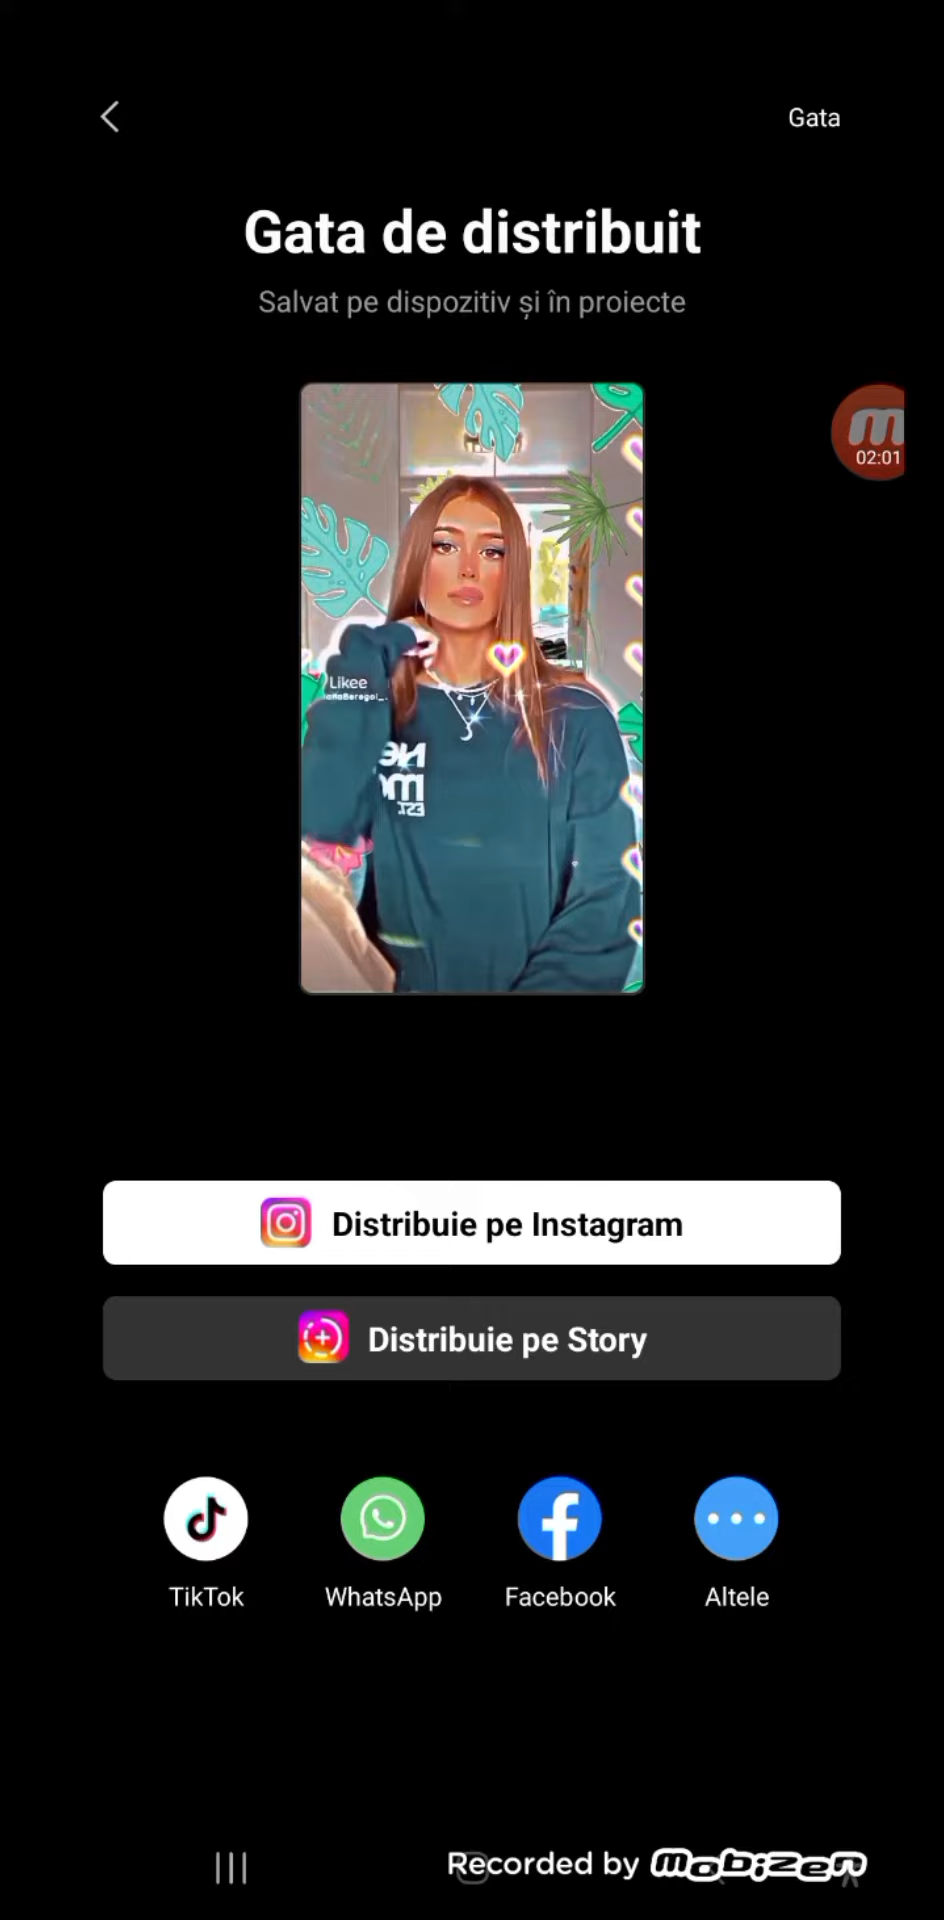 Gata
Gata de distribuit
Salvat pe dispozitiv și în proiecte
02:01
Likee
EST.
Distribuie pe Instagram
Distribuie pe Story
TikTok
WhatsApp
Facebook
Altele
Recorded by mobizen